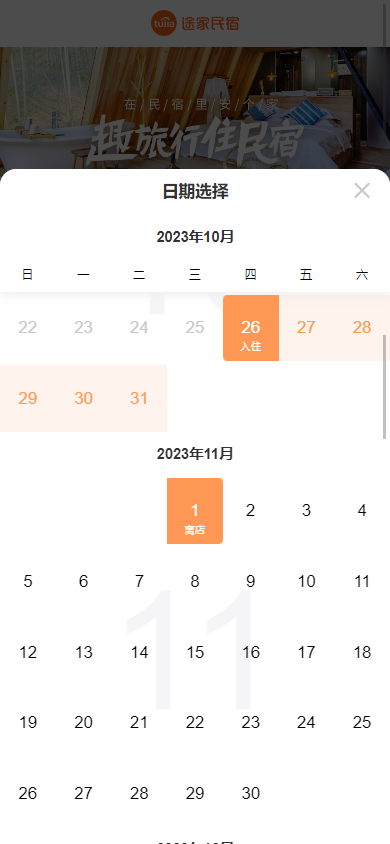 tujia 途家民宿
在/民/宿/里/安/个/家
趣旅行住民宿
日期选择
2023年10月
日 一 二 三 四 五 六
22 23 24 25 26 27 28
入住
29 30 31
2023年11月
1 2 3 4
离店
5 6 7 8 9 10 11
11
12 13 14 15 16 17 18
19 20 21 22 23 24 25
26 27 28 29 30